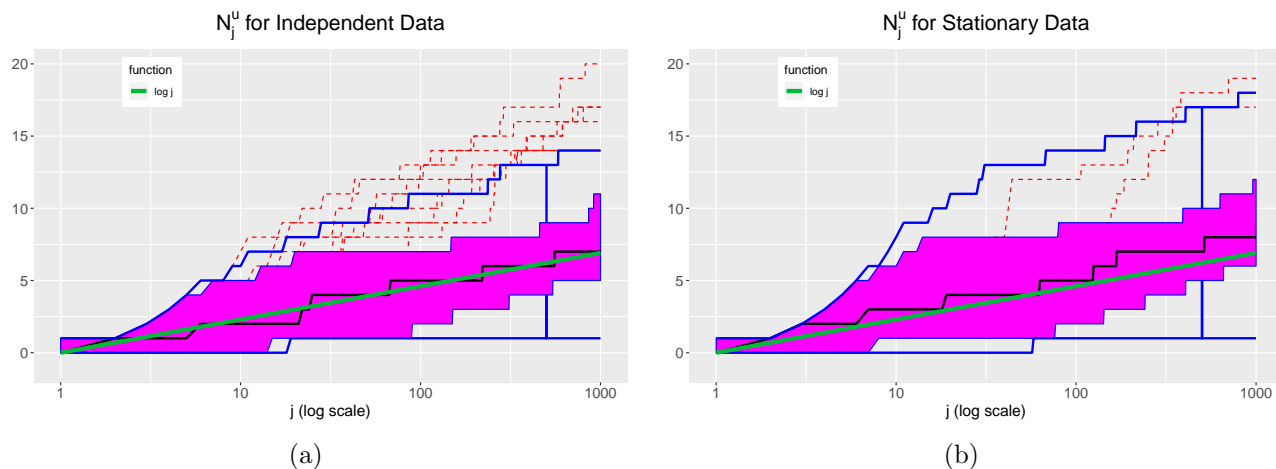 N_j^u for Independent Data
20
15
10
5
0
function
log j
1
10
100
1000
j (log scale)
(a)
N_j^u for Stationary Data
20
15
10
5
0
function
log j
1
10
100
1000
j (log scale)
(b)